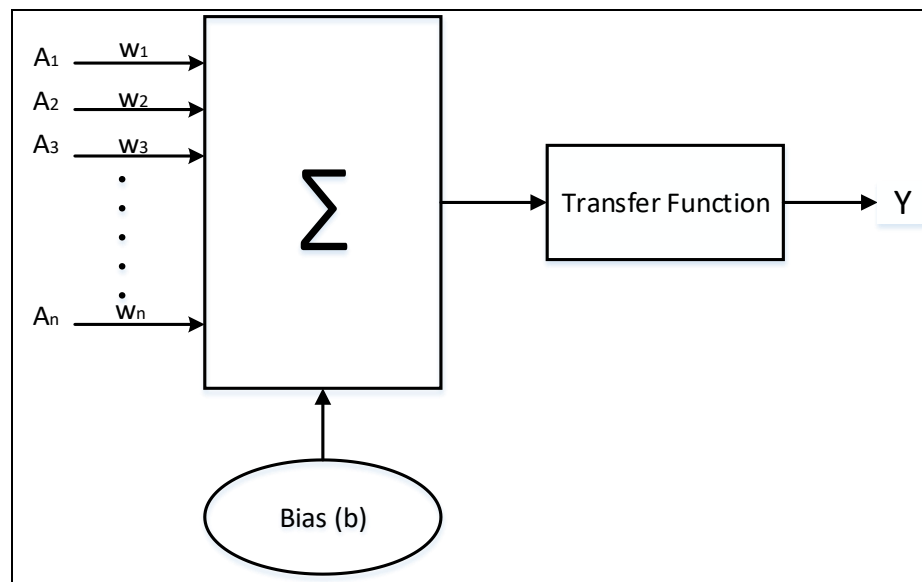 A1 w1
A2 w2
A3 w3
An wn
∑
Transfer Function
Y
Bias (b)